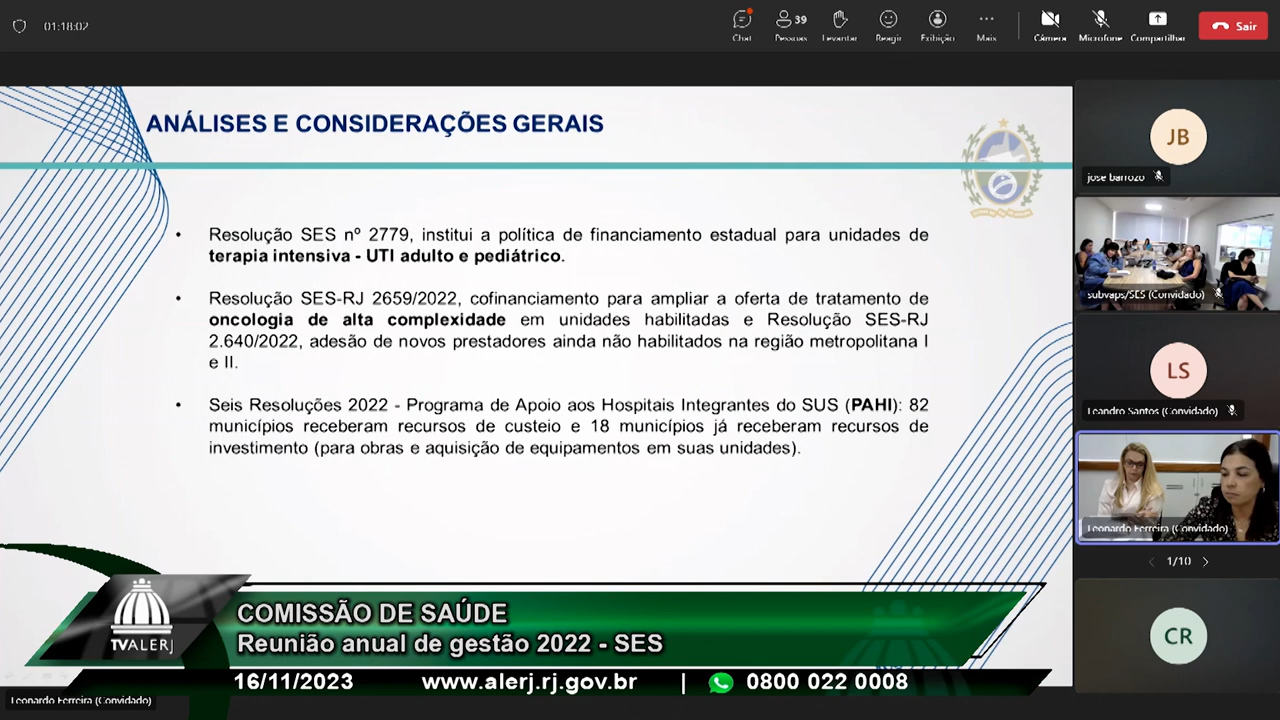 01:18:02
39
Chat
Pessoas
Levantar
Reagir
Exibição
Mais
Câmera
Microfone
Compartilhar
Sair
ANÁLISES E CONSIDERAÇÕES GERAIS
• Resolução SES nº 2779, institui a política de financiamento estadual para unidades de
terapia intensiva - UTI adulto e pediátrico.
• Resolução SES-RJ 2659/2022, cofinanciamento para ampliar a oferta de tratamento de
oncologia de alta complexidade em unidades habilitadas e Resolução SES-RJ
2.640/2022, adesão de novos prestadores ainda não habilitados na região metropolitana I
e II.
• Seis Resoluções 2022 - Programa de Apoio aos Hospitais Integrantes do SUS (PAHI): 82
municípios receberam recursos de custeio e 18 municípios já receberam recursos de
investimento (para obras e aquisição de equipamentos em suas unidades).
JB
jose barrozo
subvaps/SES (Convidado)
LS
Leandro Santos (Convidado)
Leonardo Ferreira (Convidado)
1/10
CR
TVALERJ
COMISSÃO DE SAÚDE
Reunião anual de gestão 2022 - SES
16/11/2023 www.alerj.rj.gov.br | 0800 022 0008
Leonardo Ferreira (Convidado)